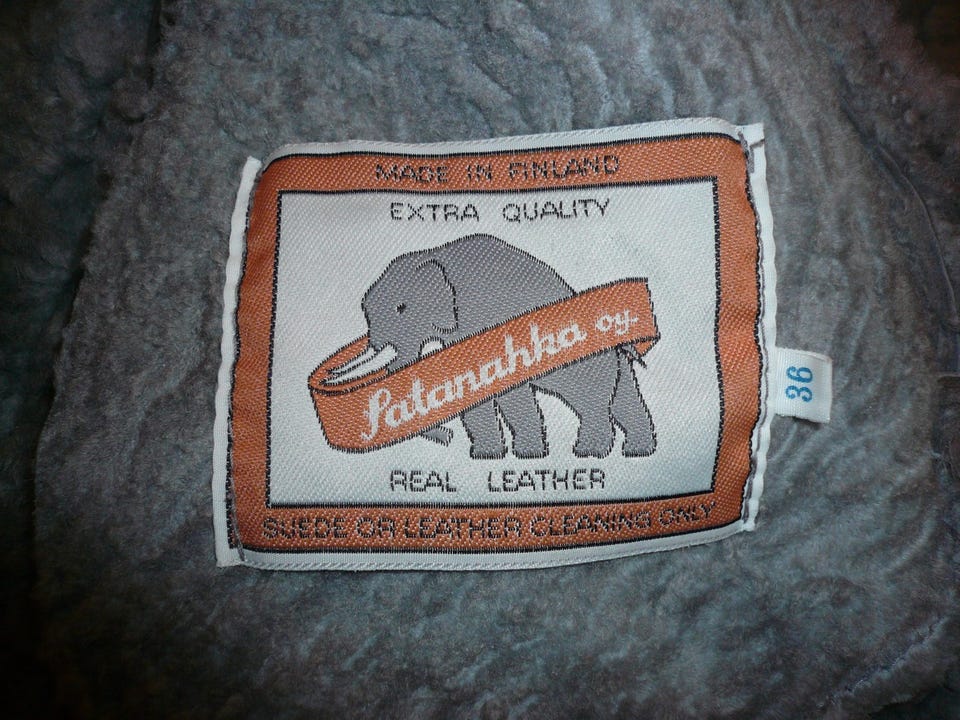 MADE IN FINLAND
EXTRA QUALITY
Satanahka oy.
REAL LEATHER
SUEDE OR LEATHER CLEANING ONLY
36